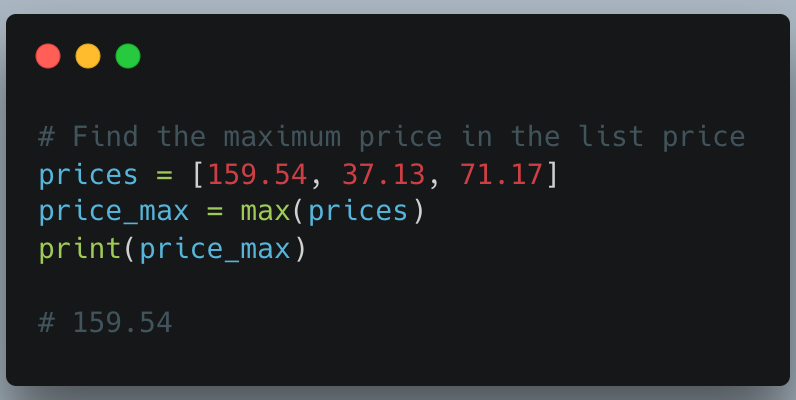 # Find the maximum price in the list price
prices = [159.54, 37.13, 71.17]
price_max = max(prices)
print(price_max)
# 159.54